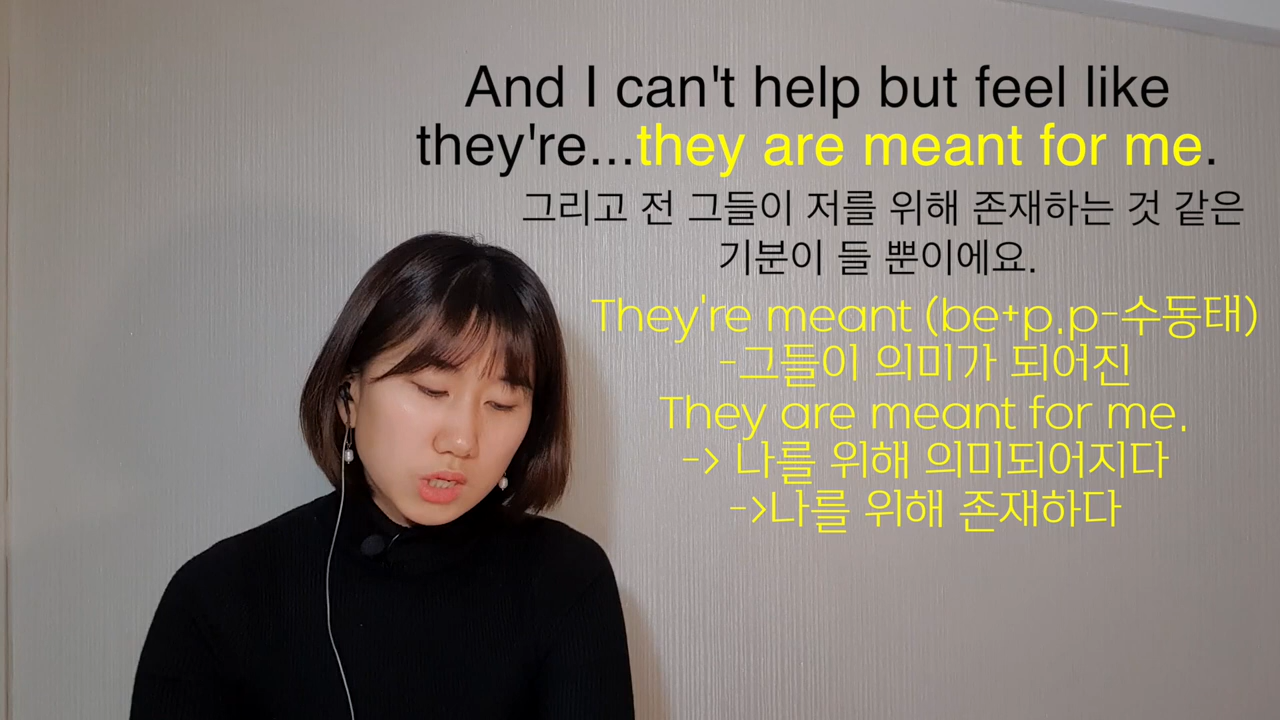 And I can't help but feel like
they're...they are meant for me.
그리고 전 그들이 저를 위해 존재하는 것 같은
기분이 들 뿐이에요.
They're meant (be+p.p-수동태)
-그들이 의미가 되어진
They are meant for me.
-> 나를 위해 의미되어지다
->나를 위해 존재하다